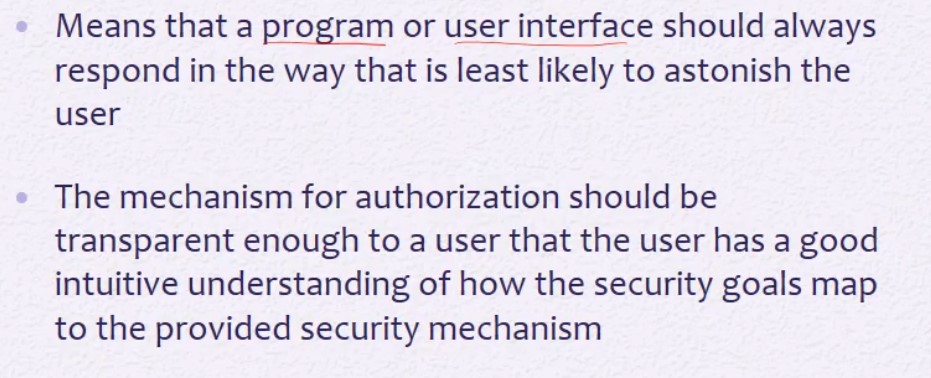 • Means that a program or user interface should always
respond in the way that is least likely to astonish the
user
• The mechanism for authorization should be
transparent enough to a user that the user has a good
intuitive understanding of how the security goals map
to the provided security mechanism